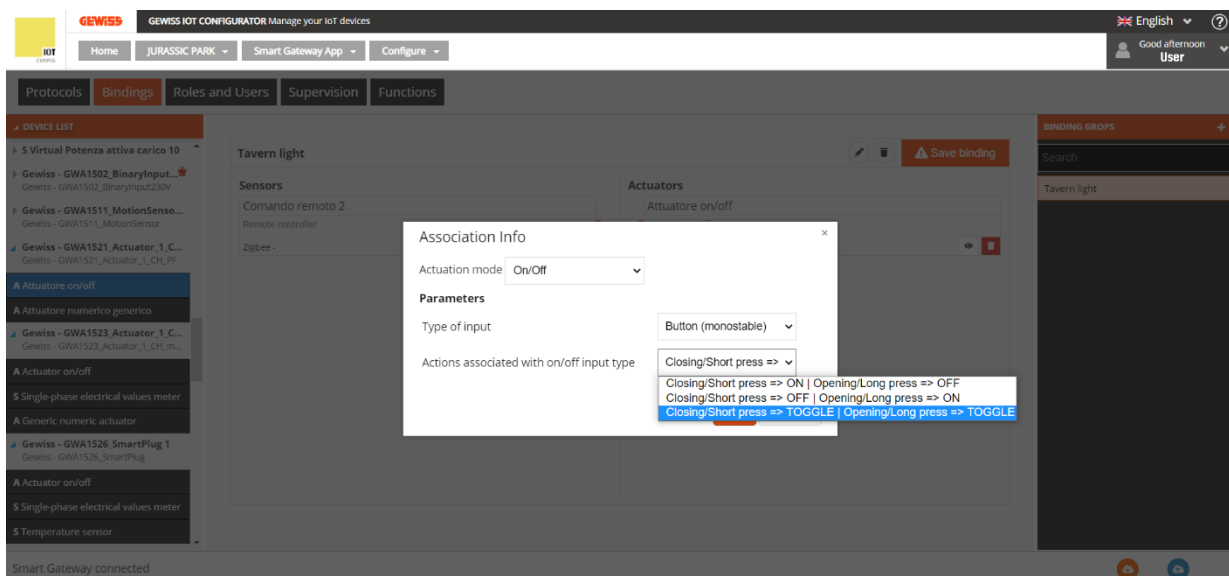 GEWISS GEWISS IOT CONFIGURATOR Manage your IoT devices English ?
IOT
Home JURASSIC PARK Smart Gateway App Configure
Good afternoon
User
Protocols Bindings Roles and Users Supervision Functions
DEVICE LIST
S Virtual Potenza attiva carico 10
Gewiss - GWA1502_BinaryInput...
Gewiss - GWA1502_BinaryInput230V
Gewiss - GWA1511_MotionSenso...
Gewiss - GWA1511_MotionSensor
Gewiss - GWA1521_Actuator_1_C...
Gewiss - GWA1521_Actuator_1_CH_PF
A Attuatore on/off
A Attuatore numerico generico
Gewiss - GWA1523_Actuator_1_C...
Gewiss - GWA1523_Actuator_1_CH_m...
A Actuator on/off
S Single-phase electrical values meter
A Generic numeric actuator
Gewiss - GWA1526_SmartPlug 1
Gewiss - GWA1526_SmartPlug
A Actuator on/off
S Single-phase electrical values meter
S Temperature sensor
Tavern light
Save binding
Sensors
Comando remoto 2
Remote controller
Zigbee -
Actuators
Attuatore on/off
Association Info ×
Actuation mode On/Off
Parameters
Type of input Button (monostable)
Actions associated with on/off input type Closing/Short press =>
Closing/Short press => ON | Opening/Long press => OFF
Closing/Short press => OFF | Opening/Long press => ON
Closing/Short press => TOGGLE | Opening/Long press => TOGGLE
BINDING GROPS +
Search
Tavern light
Smart Gateway connected